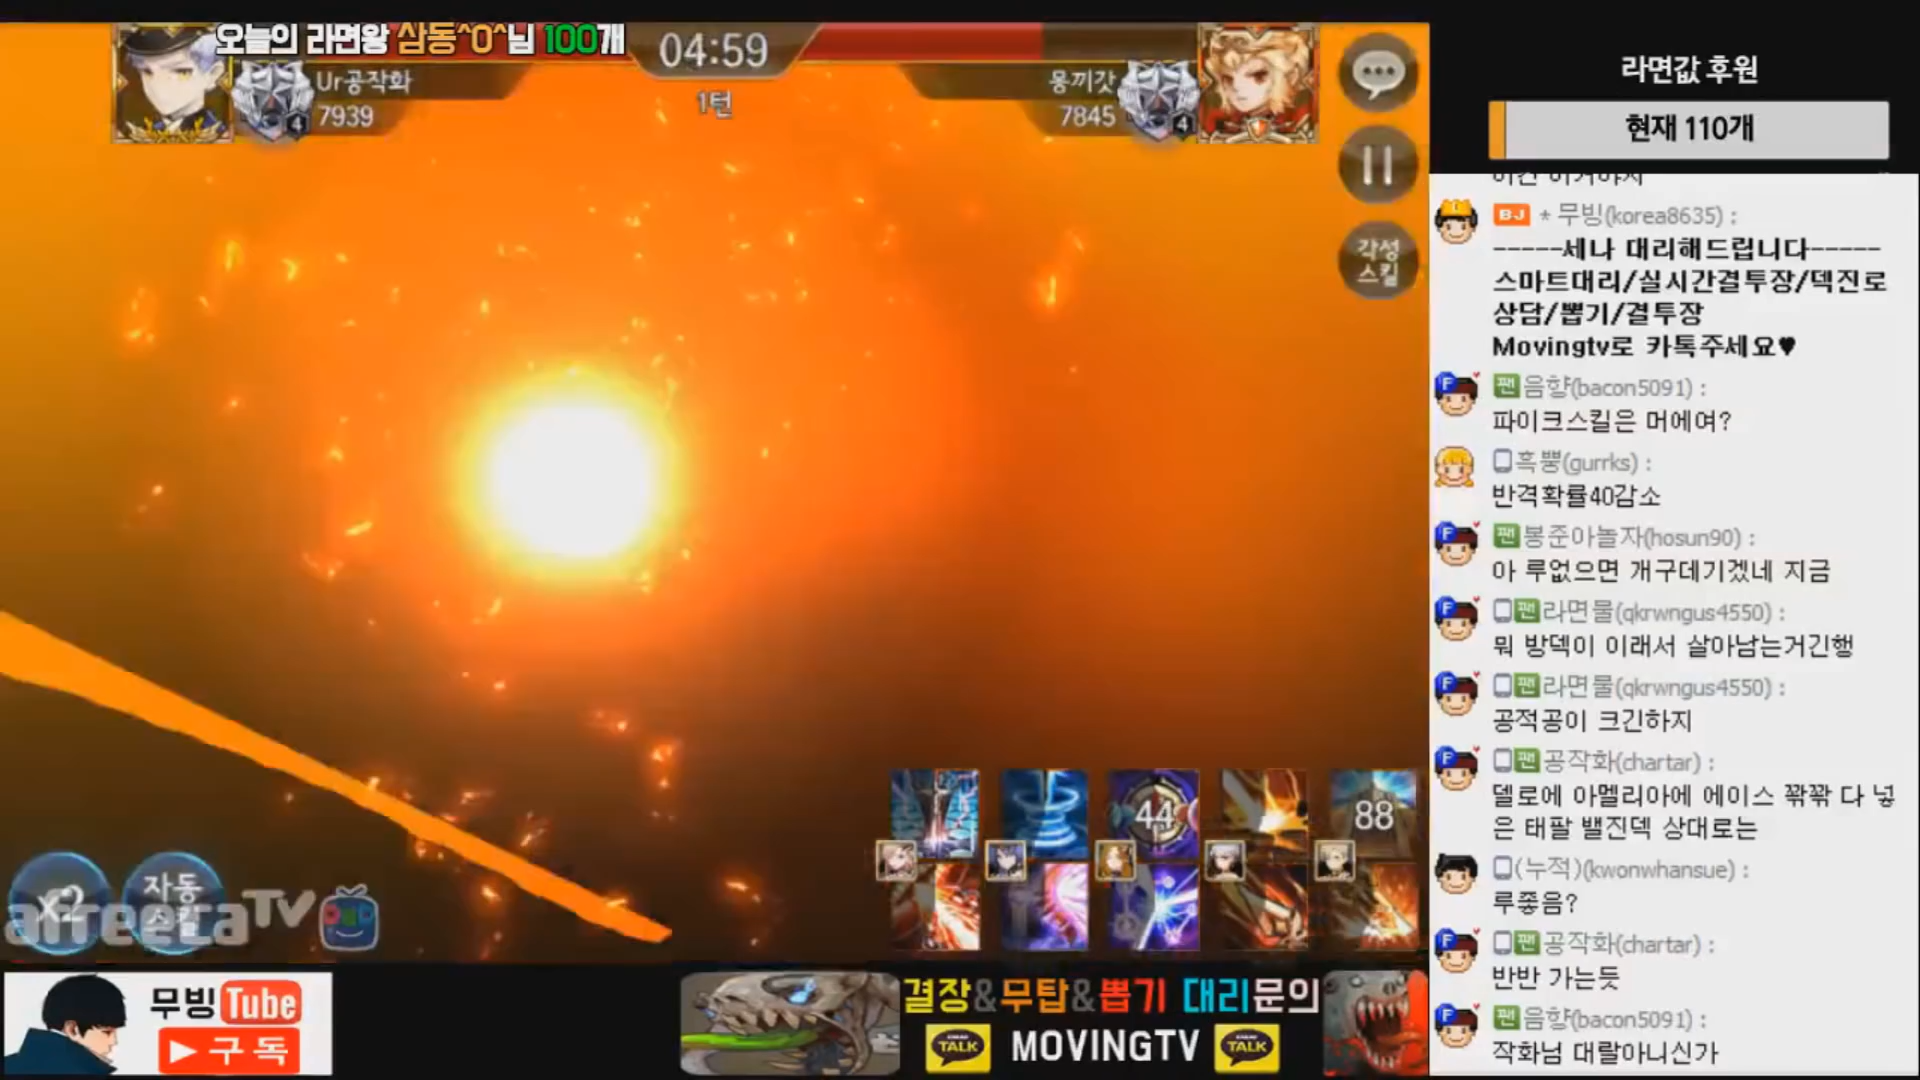 오늘의 라면왕 삼동^0^님 100개
04:59
1턴
Ur공작화
7939
4
몽끼갓
7845
4
각성
스킬
44
88
x2
자동
스킬
afreecaTV
무빙Tube
구독
결장&무탑&뽑기 대리문의
TALK MOVINGTV TALK
라면값 후원
현재 110개
BJ * 무빙(korea8635) :
-----세나 대리해드립니다-----
스마트대리/실시간결투장/덱진로
상담/뽑기/결투장
Movingtv로 카톡주세요♥
팬 음향(bacon5091) :
파이크스킬은 머에여?
흑뿡(gurrks) :
반격확률40감소
팬 봉준아놀자(hosun90) :
아 루없으면 개구데기겠네 지금
팬 라면물(qkrwngus4550) :
뭐 방덱이 이래서 살아남는거긴행
팬 라면물(qkrwngus4550) :
공적공이 크긴하지
팬 공작화(chartar) :
델로에 아멜리아에 에이스 꽊꽊 다 넣
은 태팔 밸진덱 상대로는
(누적)(kwonwhansue) :
루좋음?
팬 공작화(chartar) :
반반 가는듯
팬 음향(bacon5091) :
작화님 대랄아니신가